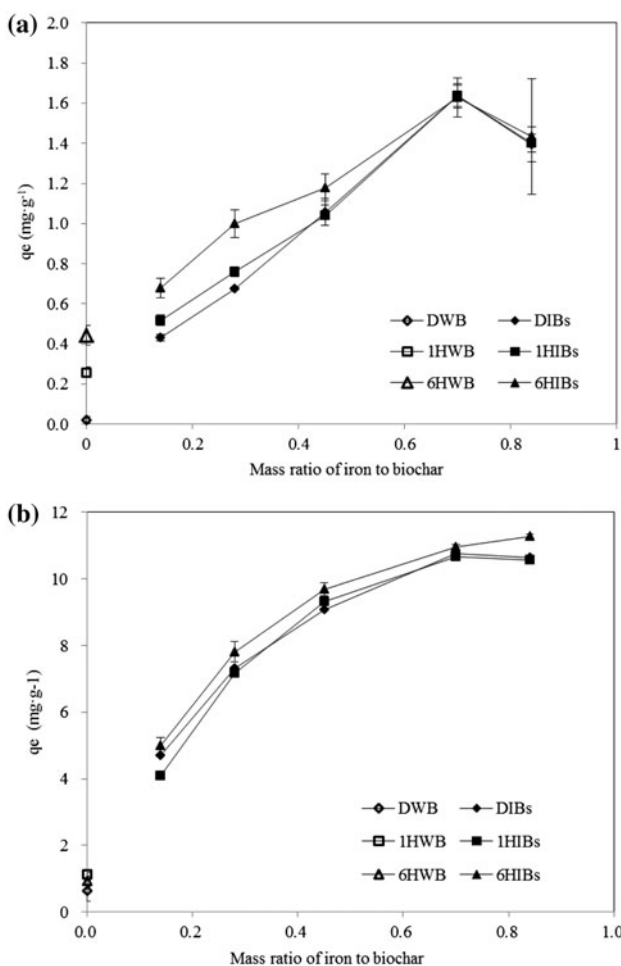 (a)
1.8
1.6
1.4
1.2
1.0
0.8
0.6
0.4
0.2
0.0
qe (mg·g-1)
DWB DIBs
1HWB 1HIBs
6HWB 6HIBs
0 0.2 0.4 0.6 0.8 1
Mass ratio of iron to biochar
(b)
12
10
8
6
4
2
0
qe (mg·g-1)
DWB DIBs
1HWB 1HIBs
6HWB 6HIBs
0.0 0.2 0.4 0.6 0.8 1.0
Mass ratio of iron to biochar